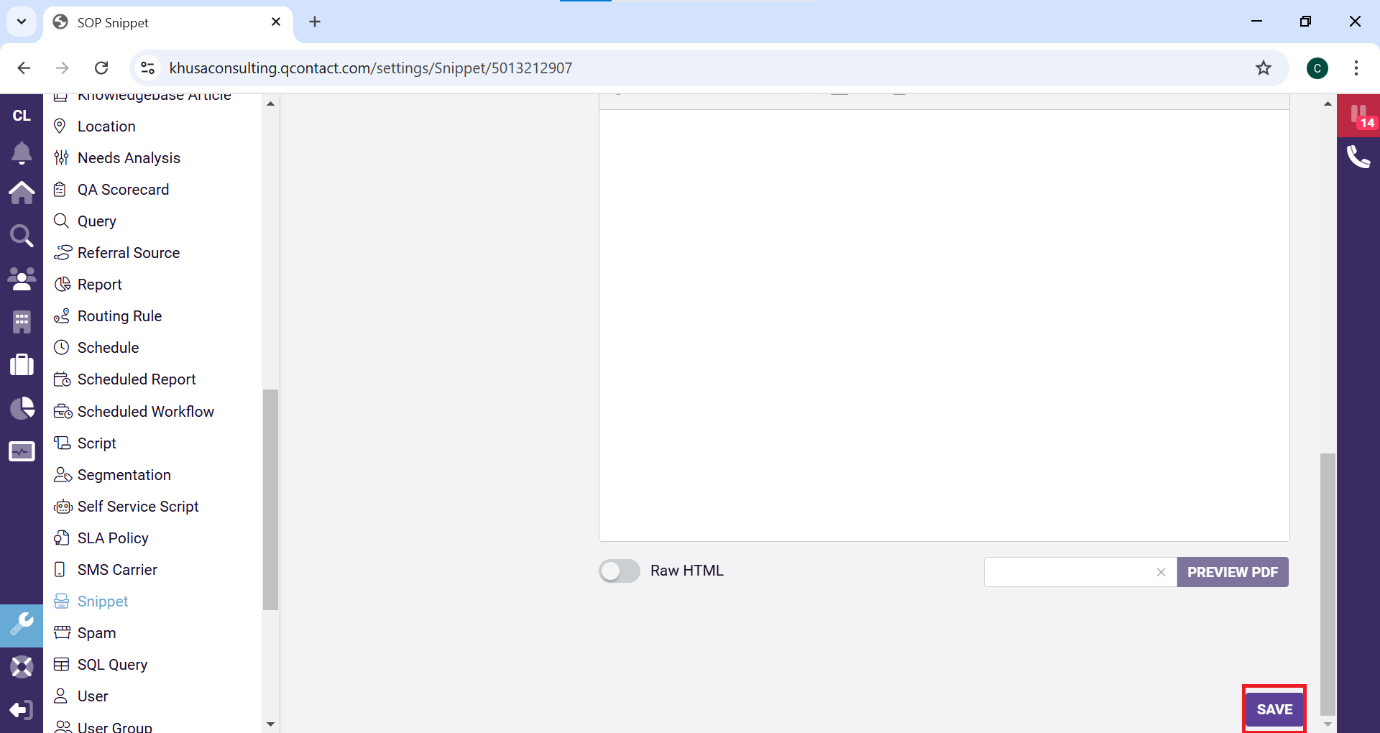 SOP Snippet
khusaconsulting.qcontact.com/settings/Snippet/5013212907
C
CL
14
Knowledgebase Article
Location
Needs Analysis
QA Scorecard
Query
Referral Source
Report
Routing Rule
Schedule
Scheduled Report
Scheduled Workflow
Script
Segmentation
Self Service Script
SLA Policy
SMS Carrier
Snippet
Spam
SQL Query
User
User Group
Raw HTML
PREVIEW PDF
SAVE